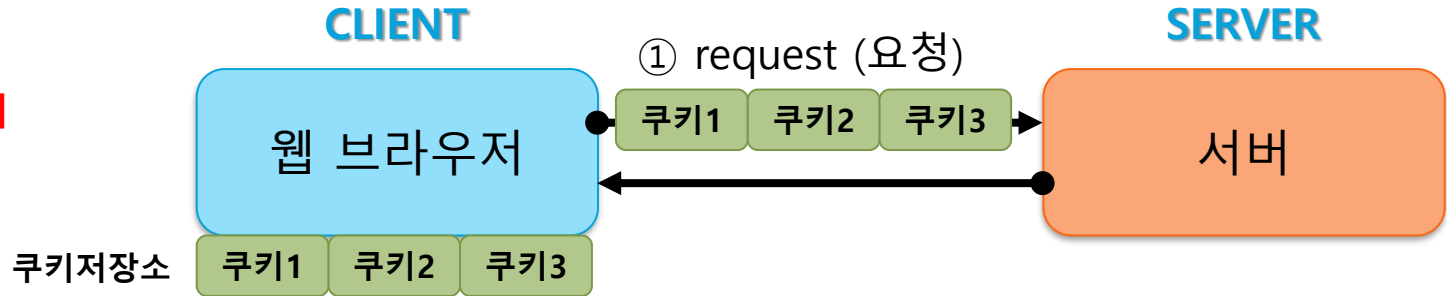 CLIENT
SERVER
① request (요청)
웹 브라우저
쿠키1 쿠키2 쿠키3
서버
쿠키저장소
쿠키1 쿠키2 쿠키3